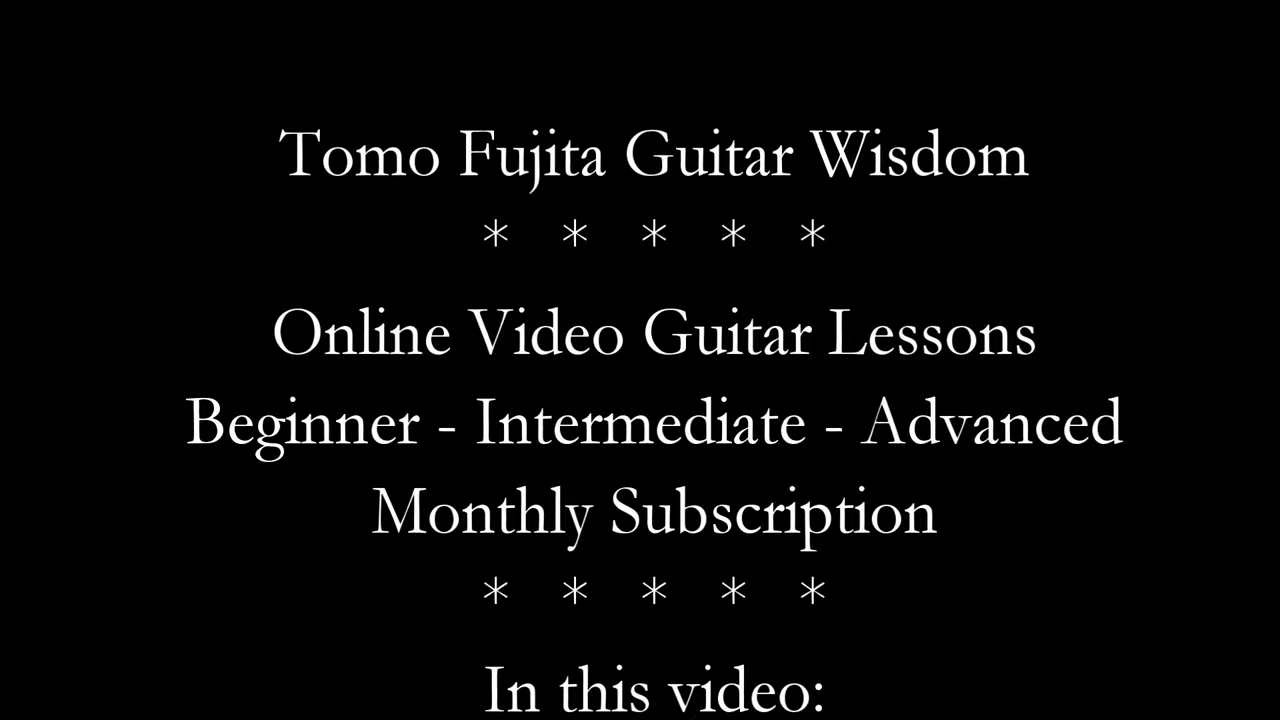 Tomo Fujita Guitar Wisdom
* * * * *
Online Video Guitar Lessons
Beginner - Intermediate - Advanced
Monthly Subscription
* * * * *
In this video: